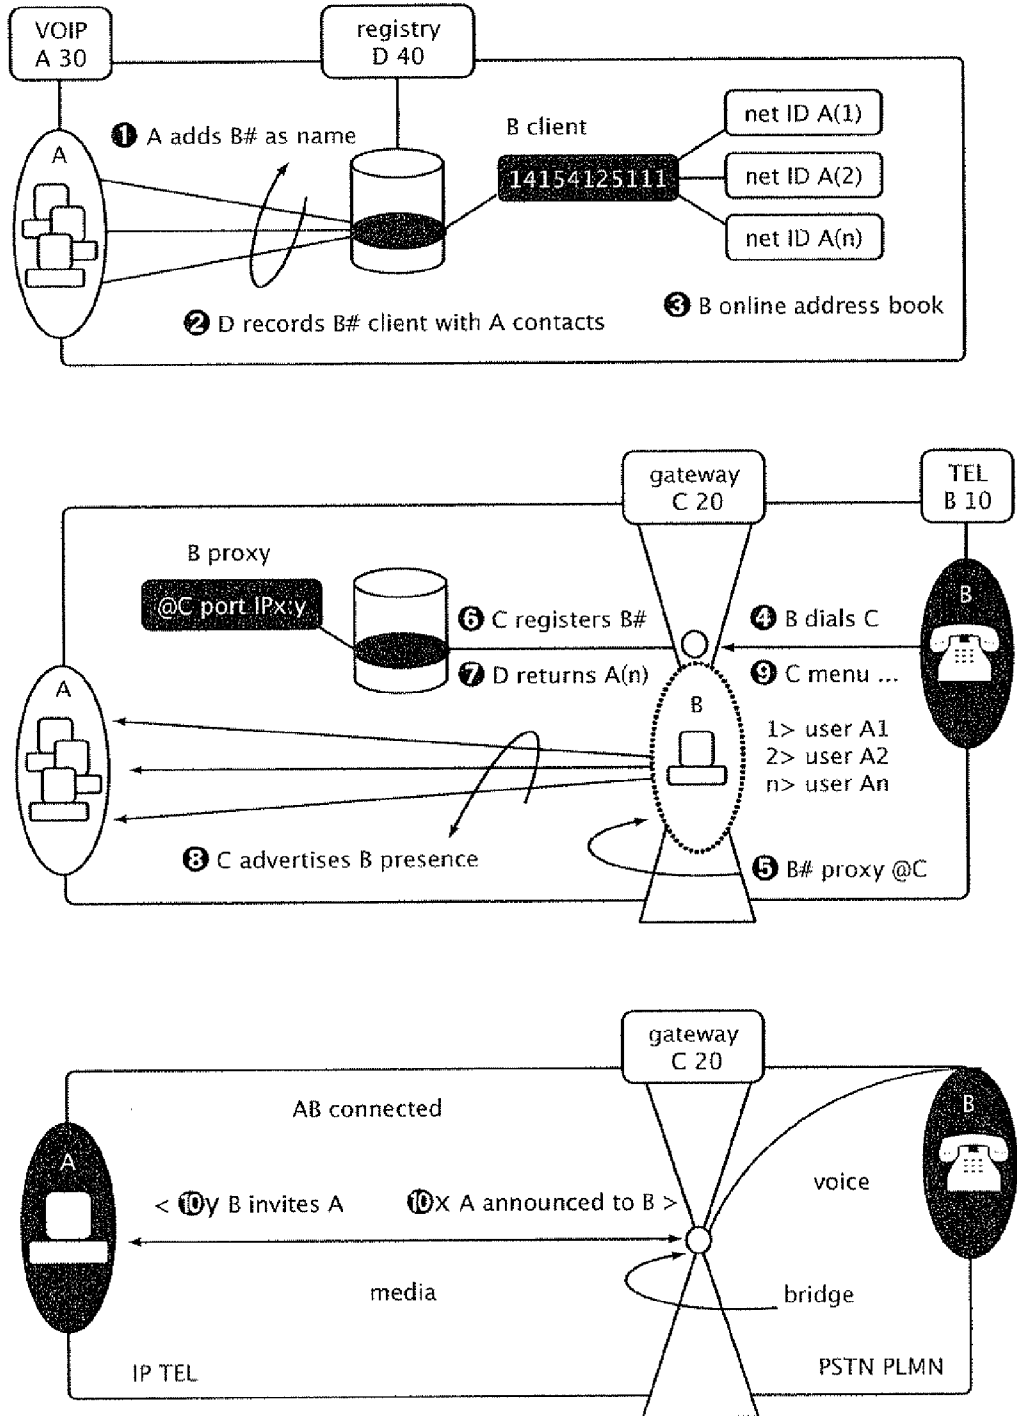 VOIP
A 30
registry
D 40
❶ A adds B# as name
A
B client
14154125111
net ID A(1)
net ID A(2)
net ID A(n)
❷ D records B# client with A contacts
❸ B online address book
gateway
C 20
TEL
B 10
B proxy
@C port IPx:y
❻ C registers B#
❼ D returns A(n)
❹ B dials C
❾ C menu ...
B
A
B
1> user A1
2> user A2
n> user An
❽ C advertises B presence
❺ B# proxy @C
gateway
C 20
AB connected
B
A
< ❿y B invites A
❿x A announced to B >
voice
media
bridge
IP TEL
PSTN PLMN